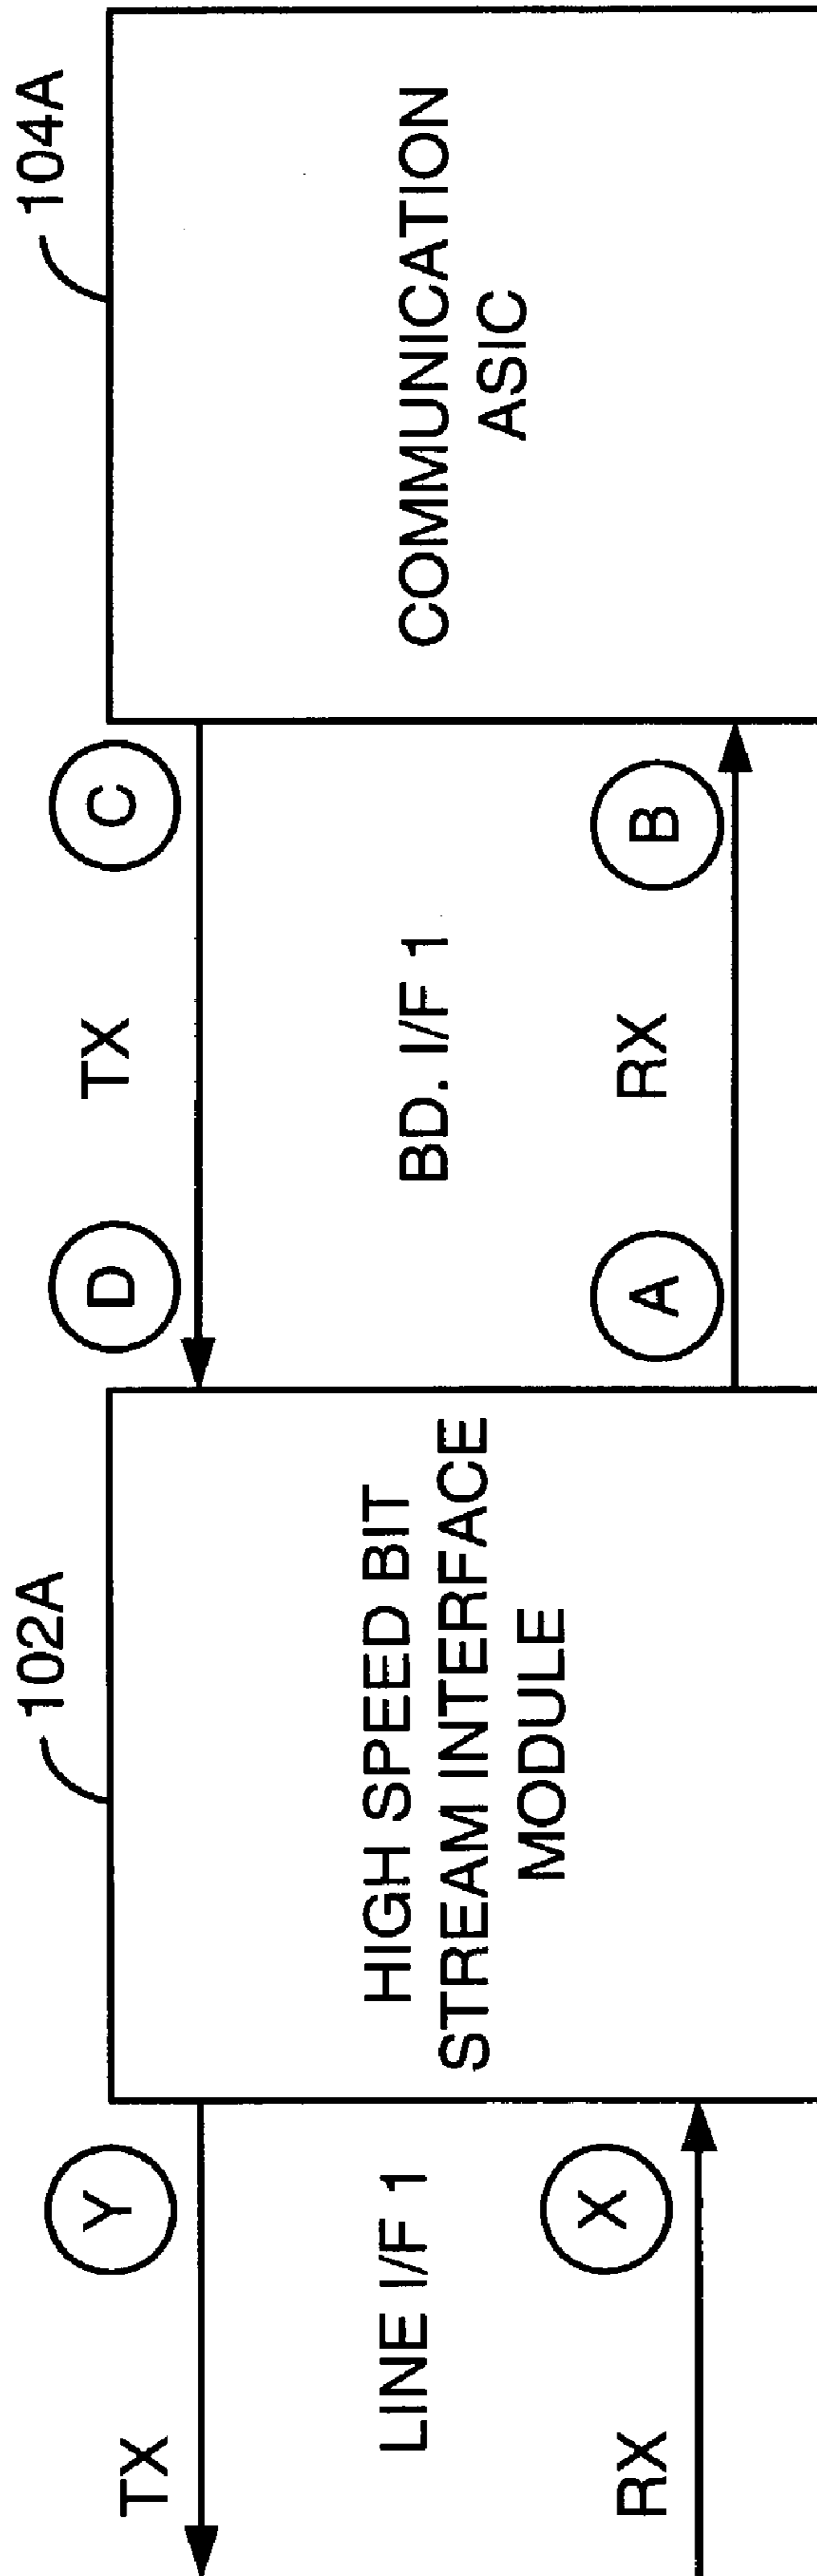 102A
104A
TX
Y
LINE I/F 1
RX
X
HIGH SPEED BIT
STREAM INTERFACE
MODULE
D
TX
C
BD. I/F 1
A
RX
B
COMMUNICATION
ASIC